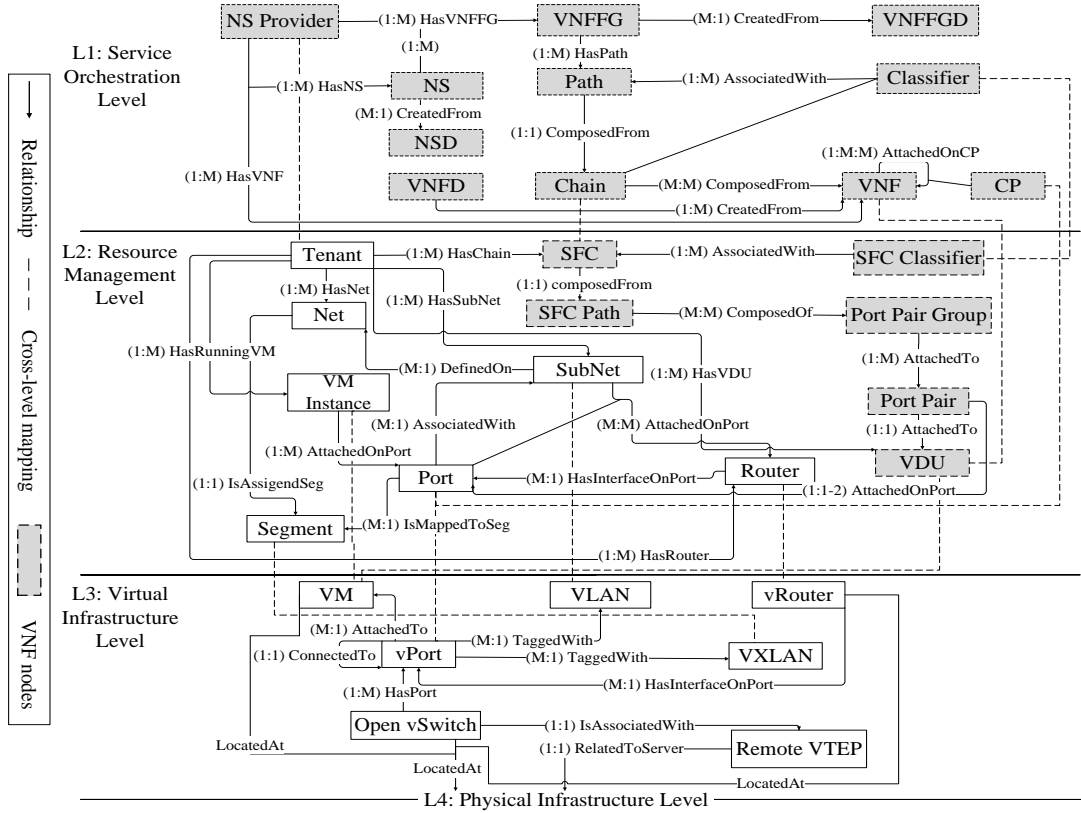 NS Provider
(1:M) HasVNFFG
VNFFG
(M:1) CreatedFrom
VNFFGD
L1: Service
Orchestration
Level
(1:M)
(1:M) HasPath
(1:M) HasNS
NS
Path
(1:M) AssociatedWith
Classifier
(M:1) CreatedFrom
NSD
(1:1) ComposedFrom
(1:M:M) AttachedOnCP
(1:M) HasVNF
VNFD
Chain
(M:M) ComposedFrom
VNF
CP
(1:M) CreatedFrom
L2: Resource
Management
Level
Tenant
(1:M) HasChain
SFC
(1:M) AssociatedWith
SFC Classifier
(1:M) HasNet
(1:1) composedFrom
(1:M) HasSubNet
Net
SFC Path
(M:M) ComposedOf
Port Pair Group
(1:M) HasRunningVM
(1:M) AttachedTo
(M:1) DefinedOn
SubNet
(1:M) HasVDU
VM
Instance
Port Pair
(M:1) AssociatedWith
(M:M) AttachedOnPort
(1:1) AttachedTo
(1:M) AttachedOnPort
VDU
Port
(M:1) HasInterfaceOnPort
Router
(1:1) IsAssigendSeg
(1:1-2) AttachedOnPort
Segment
(M:1) IsMappedToSeg
(1:M) HasRouter
L3: Virtual
Infrastructure
Level
VM
VLAN
vRouter
(M:1) AttachedTo
(M:1) TaggedWith
(1:1) ConnectedTo
vPort
(M:1) TaggedWith
VXLAN
(M:1) HasInterfaceOnPort
(1:M) HasPort
Open vSwitch
(1:1) IsAssociatedWith
LocatedAt
(1:1) RelatedToServer
Remote VTEP
LocatedAt
LocatedAt
L4: Physical Infrastructure Level
Relationship
Cross-level mapping
VNF nodes